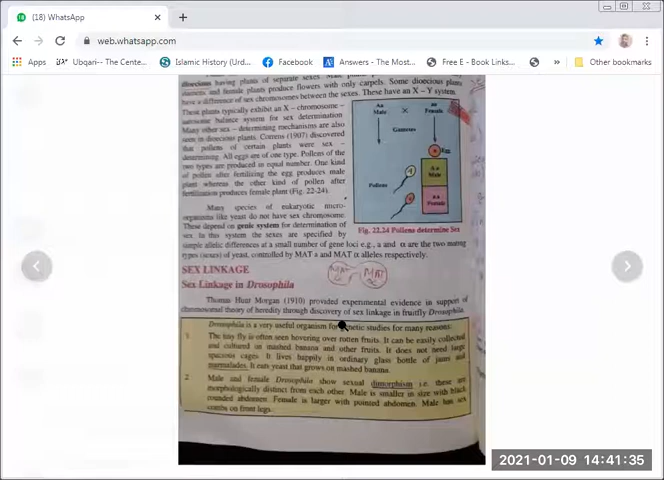 (18) WhatsApp
web.whatsapp.com
Apps
Ubqari--The Cente...
Islamic History (Urd...
Facebook
Answers - The Most...
Free E - Book Links...
Other bookmarks
dioecious having plants of separate sexes. Male
stamens, and female plants produce flowers with only carpels. Some dioecious plants
have a difference of sex chromosomes between the sexes. These have an X – Y system.
These plants typically exhibit an X – chromosome –
autosome balance system for sex determination
Many other sex – determining mechanisms are also
seen in dioecious plants. Correns (1907) discovered
that pollens of certain plants were sex –
determining. All eggs are of one type. Pollens of the
two types are produced in equal number. One kind
of pollen after fertilizing the egg produces male
plant whereas the other kind of pollen after
fertilization produces female plant (Fig. 22-24).
Aa
Male
×
aa
Female
Gametes
Egg
Pollens
Aa
Male
aa
Female
Fig. 22.24 Pollens determine Sex
Many species of eukaryotic micro-
organisms like yeast do not have sex chromosome.
These depend on genic system for determination of
sex. In this system the sexes are specified by
simple allelic differences at a small number of gene loci e.g., a and α are the two mating
types (sexes) of yeast, controlled by MAT a and MAT α alleles respectively.
SEX LINKAGE
MAT
MAT
Sex Linkage in Drosophila
Thomas Hunt Morgan (1910) provided experimental evidence in support of
chromosomal theory of heredity through discovery of sex linkage in fruitfly Drosophila.
Drosophila is a very useful organism for genetic studies for many reasons:
1. The tiny fly is often seen hovering over rotten fruits. It can be easily collected
and cultured on mashed banana and other fruits. It does not need large
spacious cages. It lives happily in ordinary glass bottle of jams and
marmalades. It eats yeast that grows on mashed banana.
2. Male and female Drosophila show sexual dimorphism i.e. these are
morphologically distinct from each other. Male is smaller in size with black
rounded abdomen. Female is larger with pointed abdomen. Male has sex
combs on front legs.
2021-01-09 14:41:35